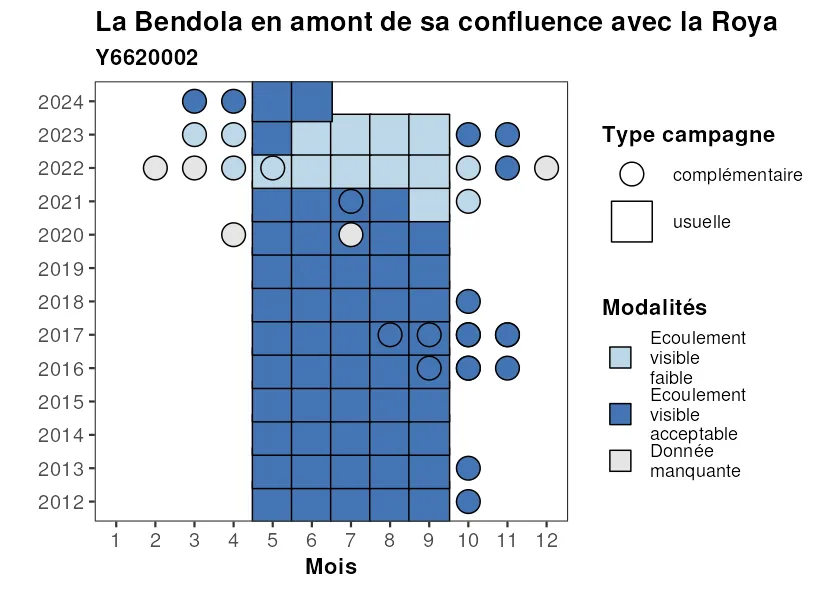 La Bendola en amont de sa confluence avec la Roya
Y6620002
2024
2023
2022
2021
2020
2019
2018
2017
2016
2015
2014
2013
2012
1 2 3 4 5 6 7 8 9 10 11 12
Mois
Type campagne
complémentaire
usuelle
Modalités
Ecoulement
visible
faible
Ecoulement
visible
acceptable
Donnée
manquante